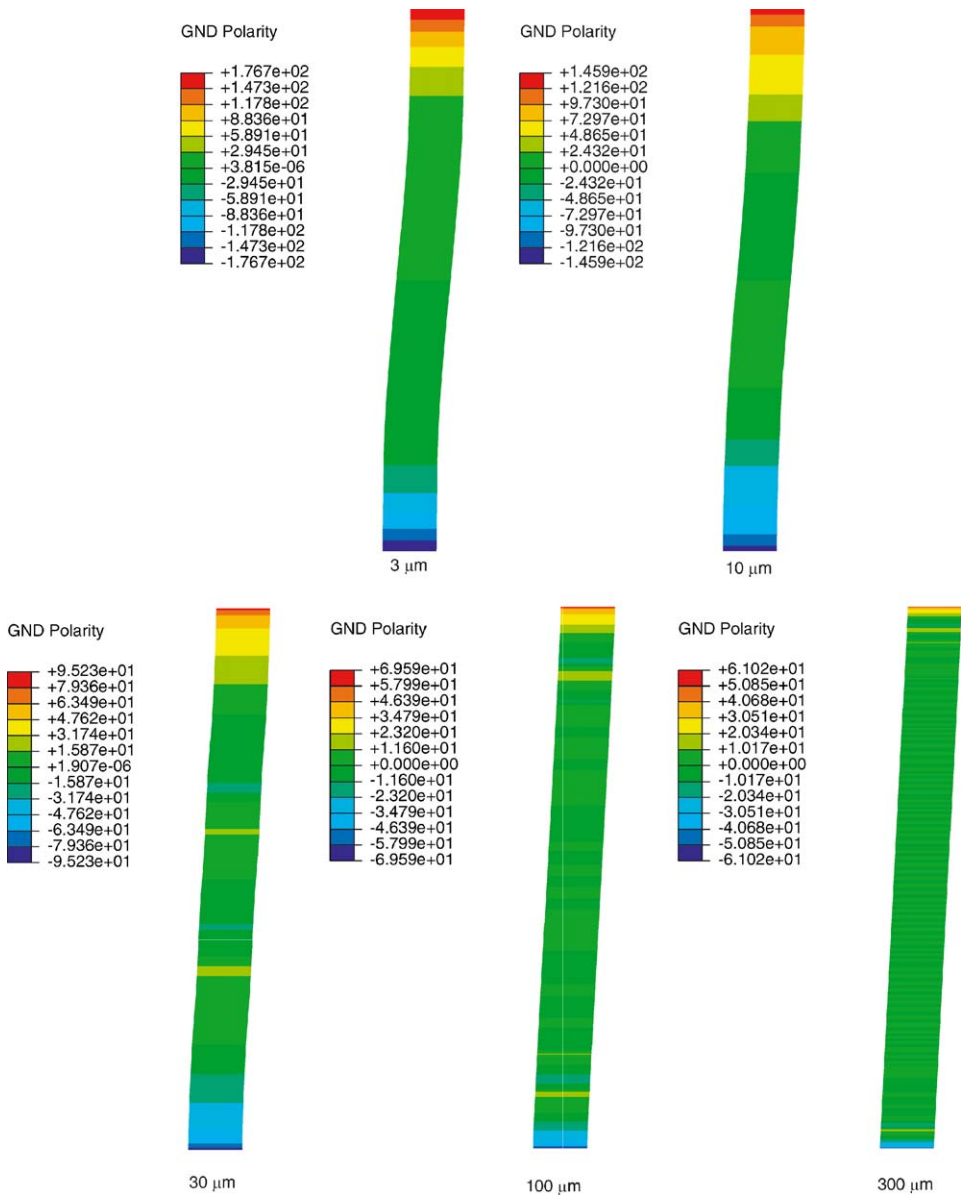 GND Polarity
+1.767e+02
+1.473e+02
+1.178e+02
+8.836e+01
+5.891e+01
+2.945e+01
+3.815e-06
-2.945e+01
-5.891e+01
-8.836e+01
-1.178e+02
-1.473e+02
-1.767e+02
3 μm
GND Polarity
+1.459e+02
+1.216e+02
+9.730e+01
+7.297e+01
+4.865e+01
+2.432e+01
+0.000e+00
-2.432e+01
-4.865e+01
-7.297e+01
-9.730e+01
-1.216e+02
-1.459e+02
10 μm
GND Polarity
+9.523e+01
+7.936e+01
+6.349e+01
+4.762e+01
+3.174e+01
+1.587e+01
+1.907e-06
-1.587e+01
-3.174e+01
-4.762e+01
-6.349e+01
-7.936e+01
-9.523e+01
30 μm
GND Polarity
+6.959e+01
+5.799e+01
+4.639e+01
+3.479e+01
+2.320e+01
+1.160e+01
+0.000e+00
-1.160e+01
-2.320e+01
-3.479e+01
-4.639e+01
-5.799e+01
-6.959e+01
100 μm
GND Polarity
+6.102e+01
+5.085e+01
+4.068e+01
+3.051e+01
+2.034e+01
+1.017e+01
+0.000e+00
-1.017e+01
-2.034e+01
-3.051e+01
-4.068e+01
-5.085e+01
-6.102e+01
300 μm